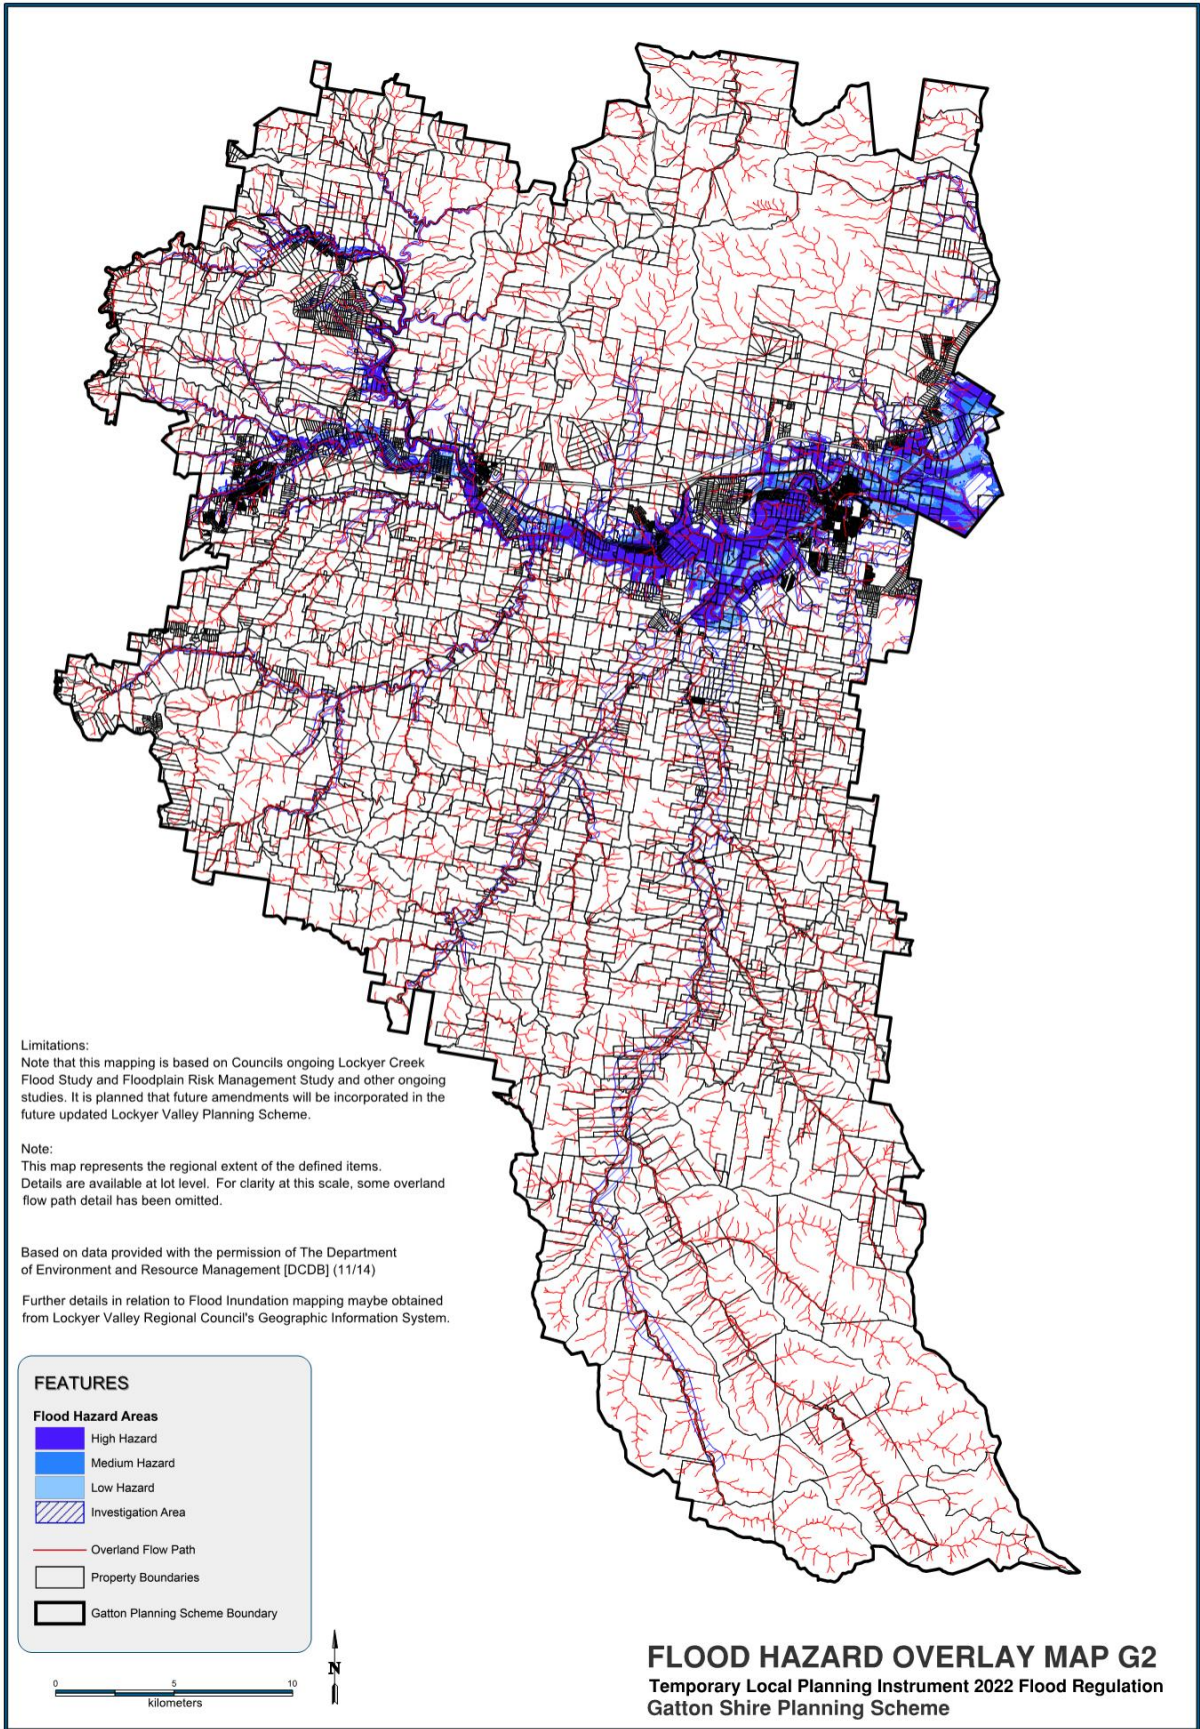 Limitations:
Note that this mapping is based on Councils ongoing Lockyer Creek
Flood Study and Floodplain Risk Management Study and other ongoing
studies. It is planned that future amendments will be incorporated in the
future updated Lockyer Valley Planning Scheme.
Note:
This map represents the regional extent of the defined items.
Details are available at lot level. For clarity at this scale, some overland
flow path detail has been omitted.
Based on data provided with the permission of The Department
of Environment and Resource Management [DCDB] (11/14)
Further details in relation to Flood Inundation mapping maybe obtained
from Lockyer Valley Regional Council's Geographic Information System.
FEATURES
Flood Hazard Areas
High Hazard
Medium Hazard
Low Hazard
Investigation Area
Overland Flow Path
Property Boundaries
Gatton Planning Scheme Boundary
0 5 10
kilometers
N
FLOOD HAZARD OVERLAY MAP G2
Temporary Local Planning Instrument 2022 Flood Regulation
Gatton Shire Planning Scheme